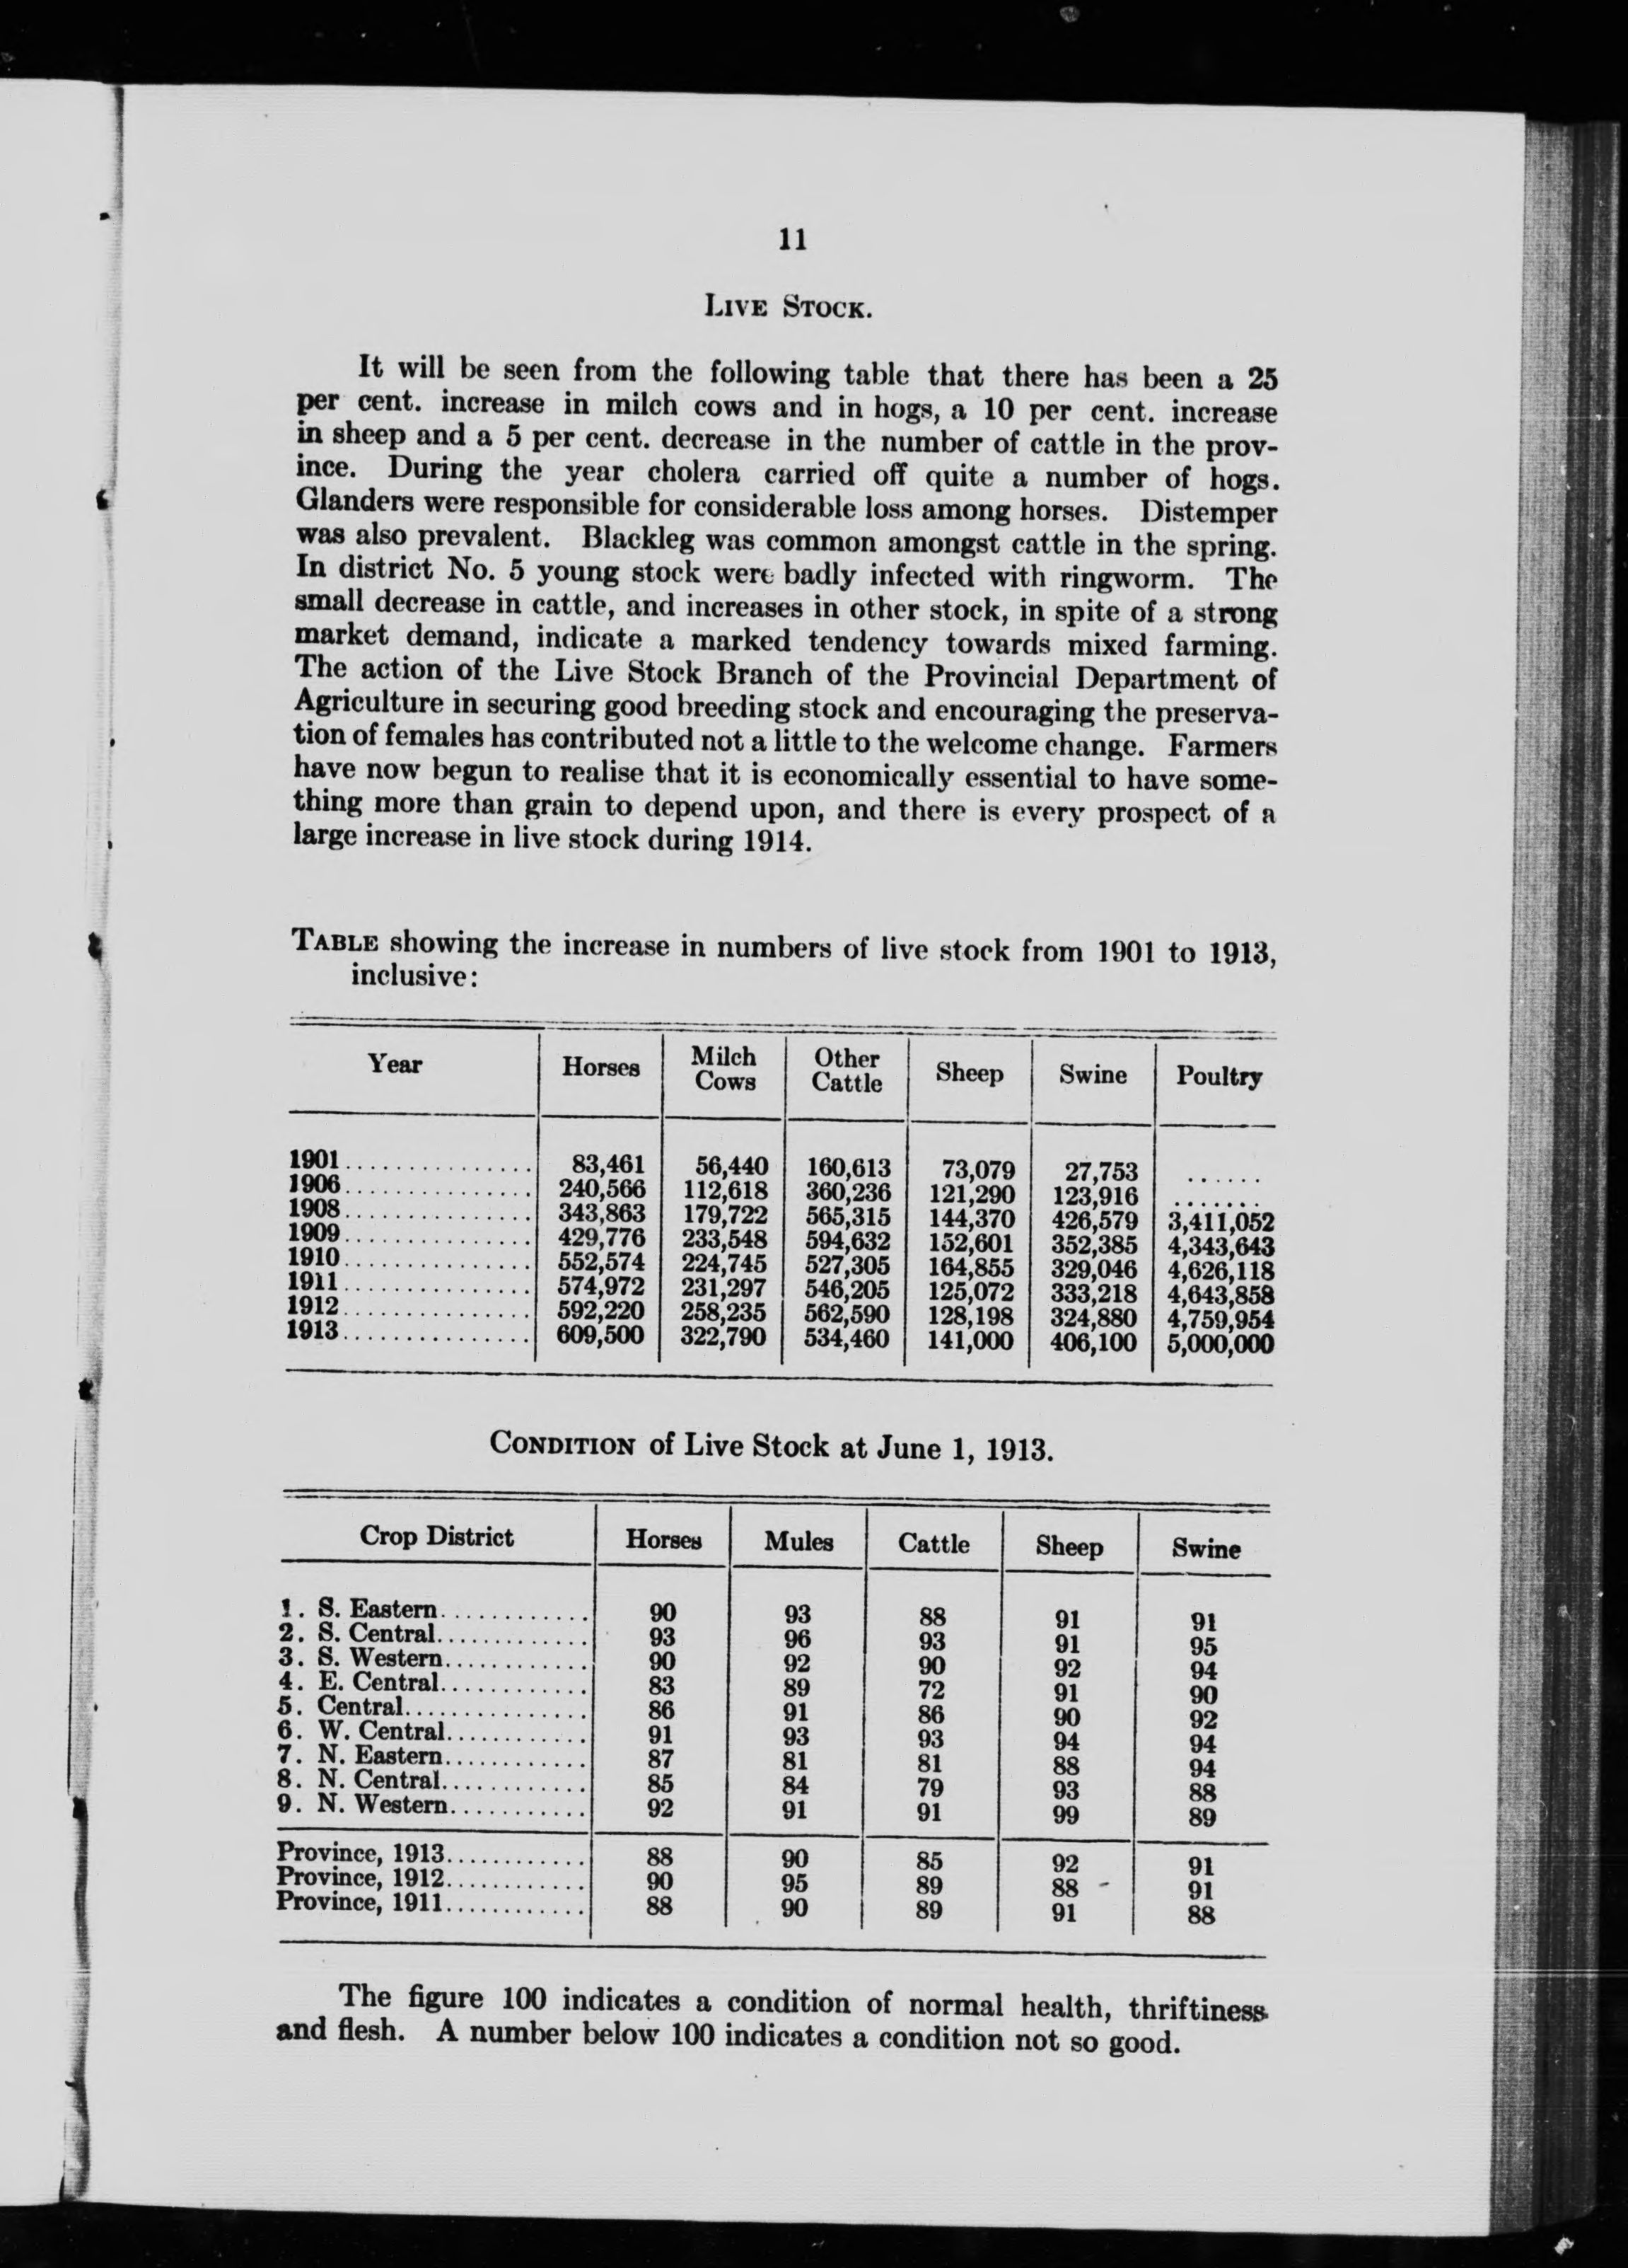 11
LIVE STOCK.
It will be seen from the following table that there has been a 25
per cent. increase in milch cows and in hogs, a 10 per cent. increase
in sheep and a 5 per cent. decrease in the number of cattle in the prov-
ince. During the year cholera carried off quite a number of hogs.
Glanders were responsible for considerable loss among horses. Distemper
was also prevalent. Blackleg was common amongst cattle in the spring.
In district No. 5 young stock were badly infected with ringworm. The
small decrease in cattle, and increases in other stock, in spite of a strong
market demand, indicate a marked tendency towards mixed farming.
The action of the Live Stock Branch of the Provincial Department of
Agriculture in securing good breeding stock and encouraging the preserva-
tion of females has contributed not a little to the welcome change. Farmers
have now begun to realise that it is economically essential to have some-
thing more than grain to depend upon, and there is every prospect of a
large increase in live stock during 1914.
TABLE showing the increase in numbers of live stock from 1901 to 1913,
inclusive:
Year Horses Milch Cows Other Cattle Sheep Swine Poultry
1901............... 83,461 56,440 160,613 73,079 27,753 ......
1906............... 240,566 112,618 360,236 121,290 123,916 .......
1908............... 343,863 179,722 565,315 144,370 426,579 3,411,052
1909............... 429,776 233,548 594,632 152,601 352,385 4,343,643
1910............... 552,574 224,745 527,305 164,855 329,046 4,626,118
1911............... 574,972 231,297 546,205 125,072 333,218 4,643,858
1912............... 592,220 258,235 562,590 128,198 324,880 4,759,954
1913............... 609,500 322,790 534,460 141,000 406,100 5,000,000
CONDITION of Live Stock at June 1, 1913.
Crop District Horses Mules Cattle Sheep Swine
1. S. Eastern............ 90 93 88 91 91
2. S. Central............. 93 96 93 91 95
3. S. Western............ 90 92 90 92 94
4. E. Central............ 83 89 72 91 90
5. Central............... 86 91 86 90 92
6. W. Central............ 91 93 93 94 94
7. N. Eastern............ 87 81 81 88 94
8. N. Central............ 85 84 79 93 88
9. N. Western........... 92 91 91 99 89
Province, 1913............ 88 90 85 92 91
Province, 1912............ 90 95 89 88 91
Province, 1911............ 88 90 89 91 88
The figure 100 indicates a condition of normal health, thriftiness
and flesh. A number below 100 indicates a condition not so good.